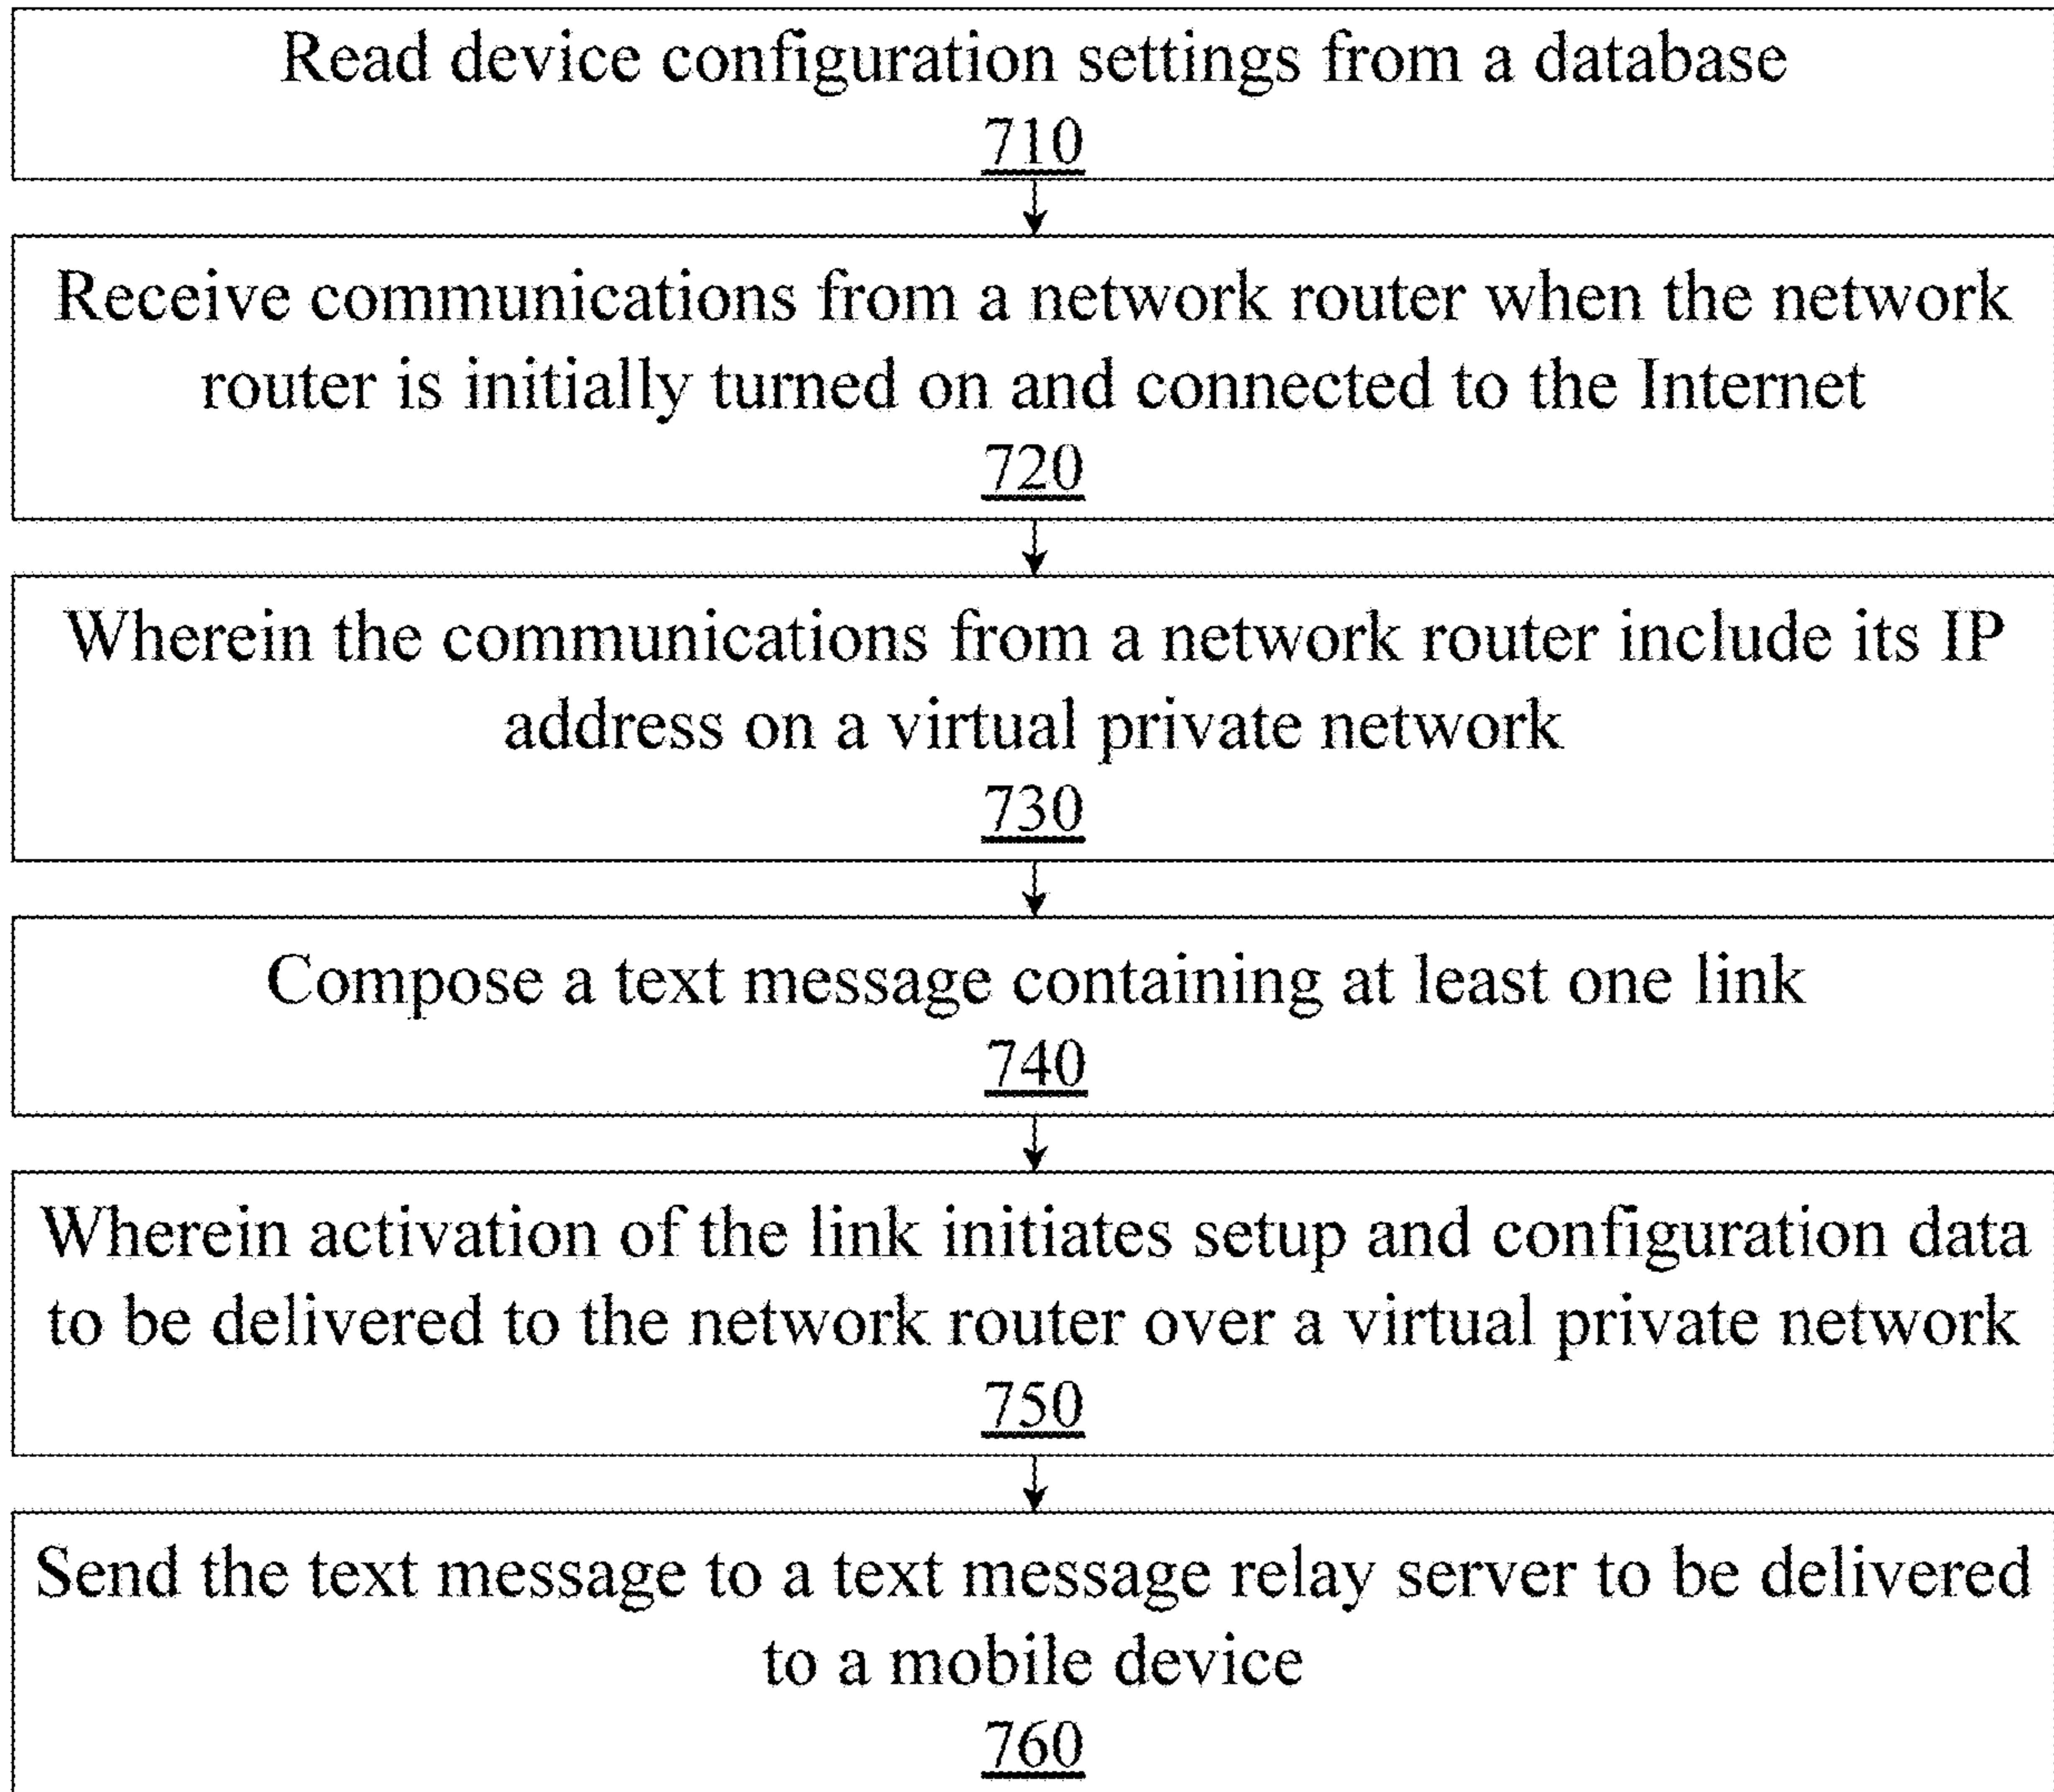 Read device configuration settings from a database
710
Receive communications from a network router when the network
router is initially turned on and connected to the Internet
720
Wherein the communications from a network router include its IP
address on a virtual private network
730
Compose a text message containing at least one link
740
Wherein activation of the link initiates setup and configuration data
to be delivered to the network router over a virtual private network
750
Send the text message to a text message relay server to be delivered
to a mobile device
760